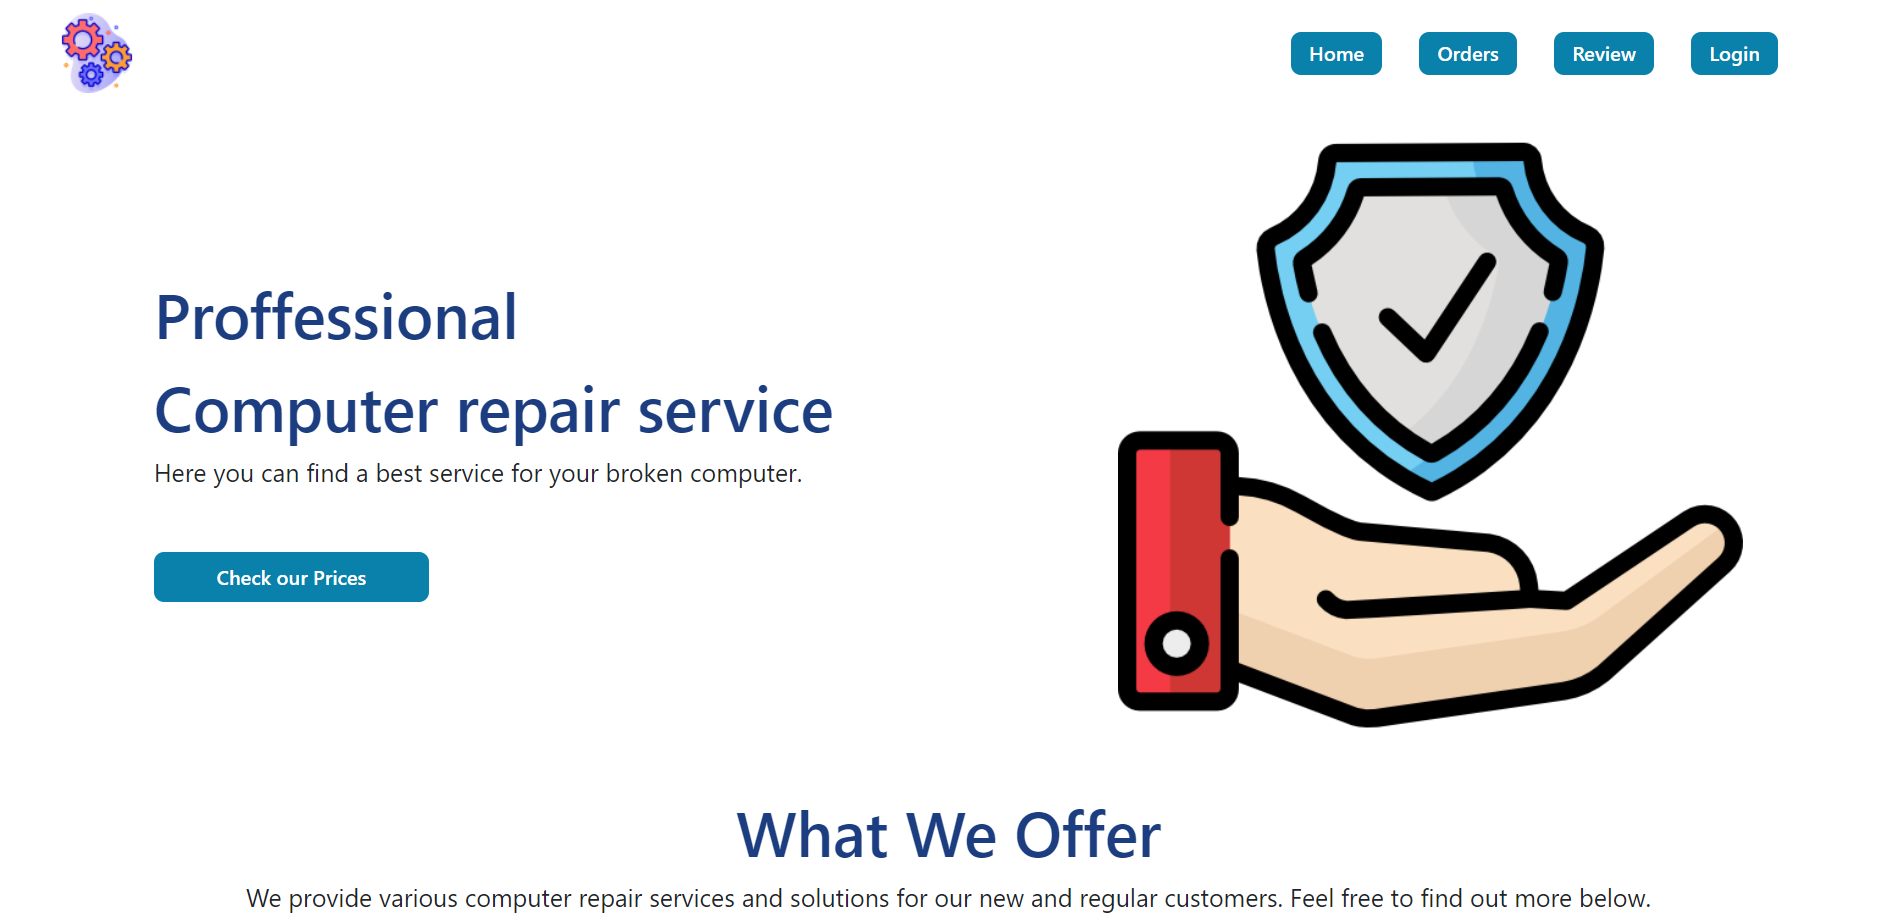 Home Orders Review Login
Proffessional
Computer repair service
Here you can find a best service for your broken computer.
Check our Prices
What We Offer
We provide various computer repair services and solutions for our new and regular customers. Feel free to find out more below.